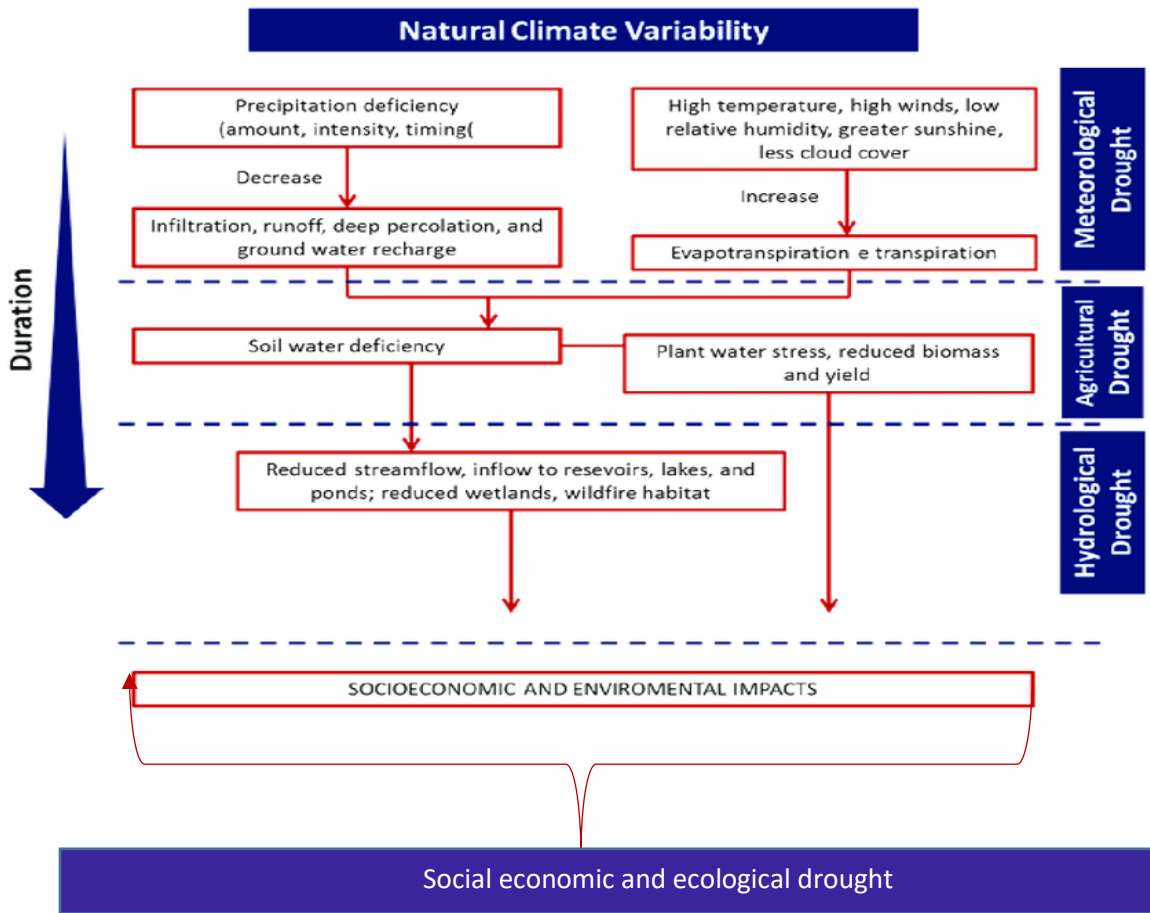 Natural Climate Variability
Precipitation deficiency
(amount, intensity, timing(
High temperature, high winds, low
relative humidity, greater sunshine,
less cloud cover
Meteorological
Drought
Decrease
Increase
Infiltration, runoff, deep percolation, and
ground water recharge
Evapotranspiration e transpiration
Duration
Soil water deficiency
Plant water stress, reduced biomass
and yield
Agricultural
Drought
Reduced streamflow, inflow to resevoirs, lakes, and
ponds; reduced wetlands, wildfire habitat
Hydrological
Drought
SOCIOECONOMIC AND ENVIROMENTAL IMPACTS
Social economic and ecological drought